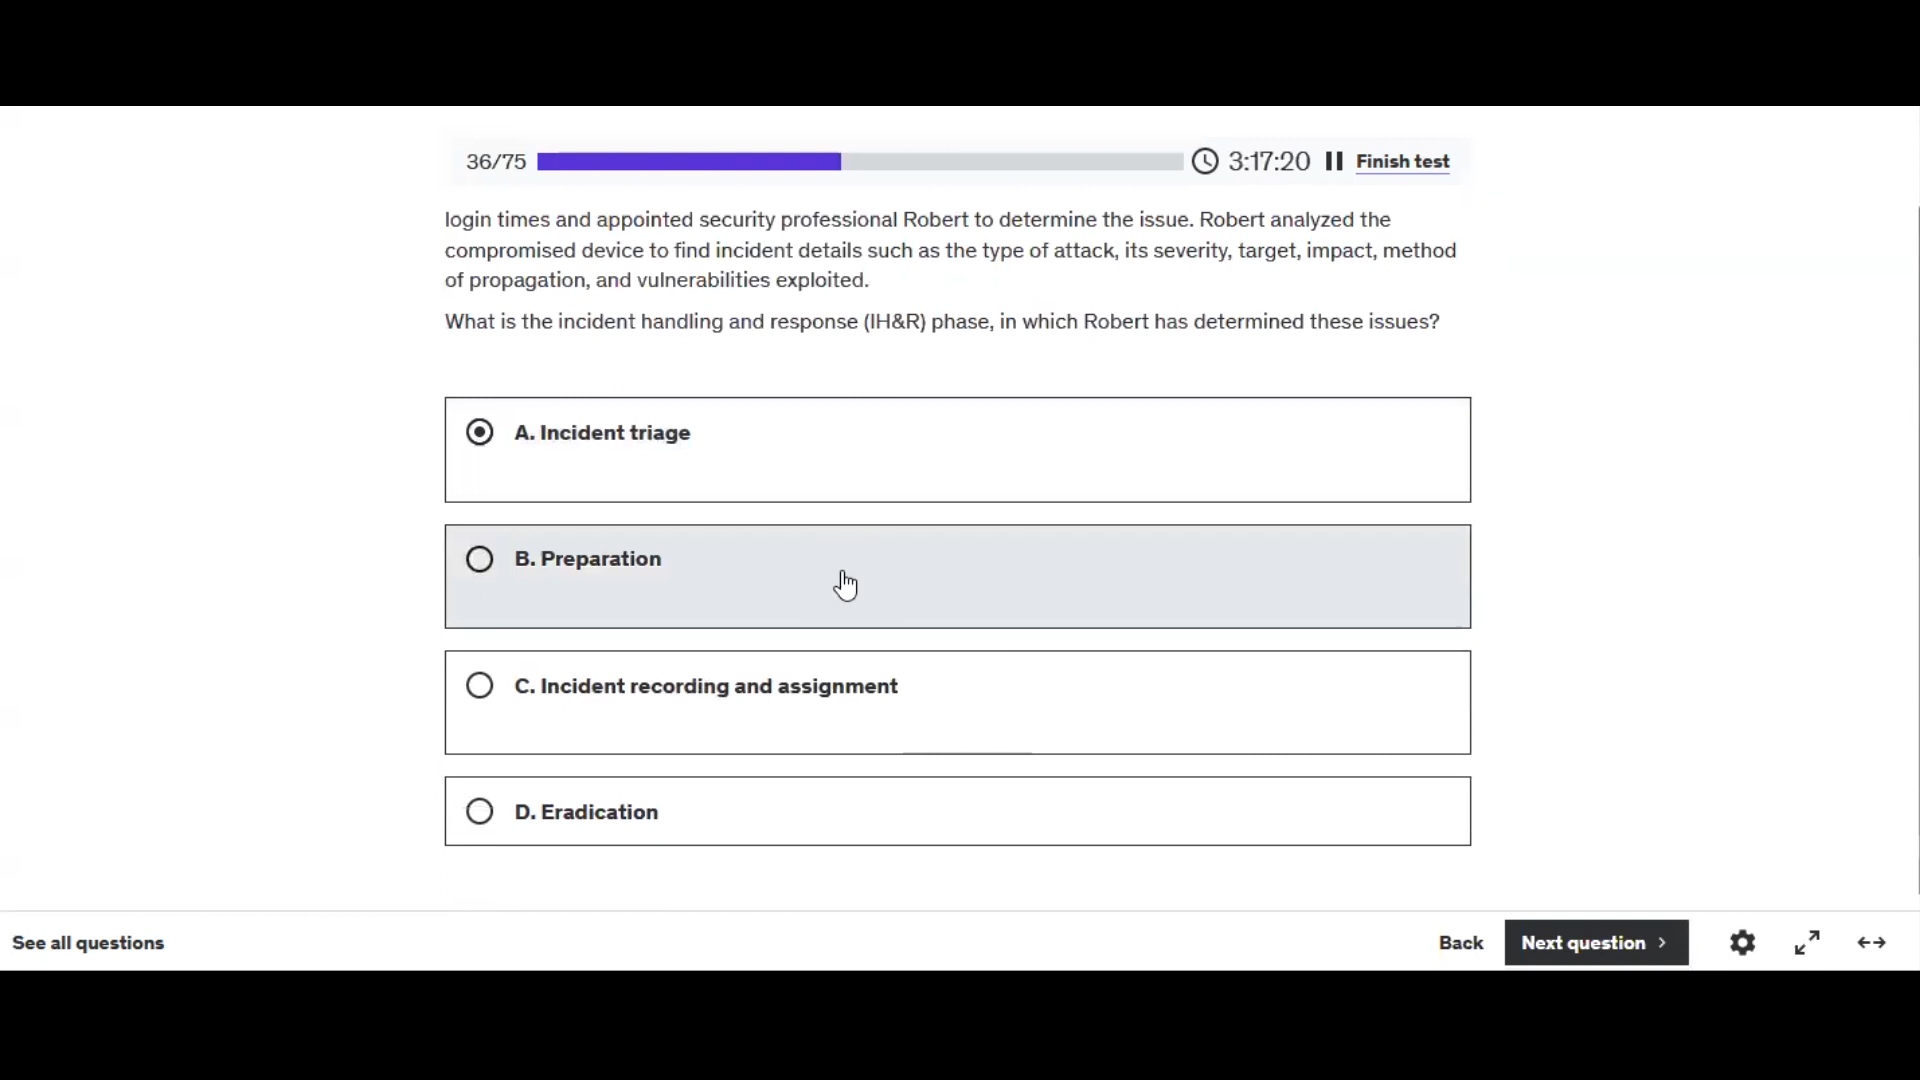 36/75 3:17:20 Finish test
login times and appointed security professional Robert to determine the issue. Robert analyzed the
compromised device to find incident details such as the type of attack, its severity, target, impact, method
of propagation, and vulnerabilities exploited.
What is the incident handling and response (IH&R) phase, in which Robert has determined these issues?
A. Incident triage
B. Preparation
C. Incident recording and assignment
D. Eradication
See all questions Back Next question